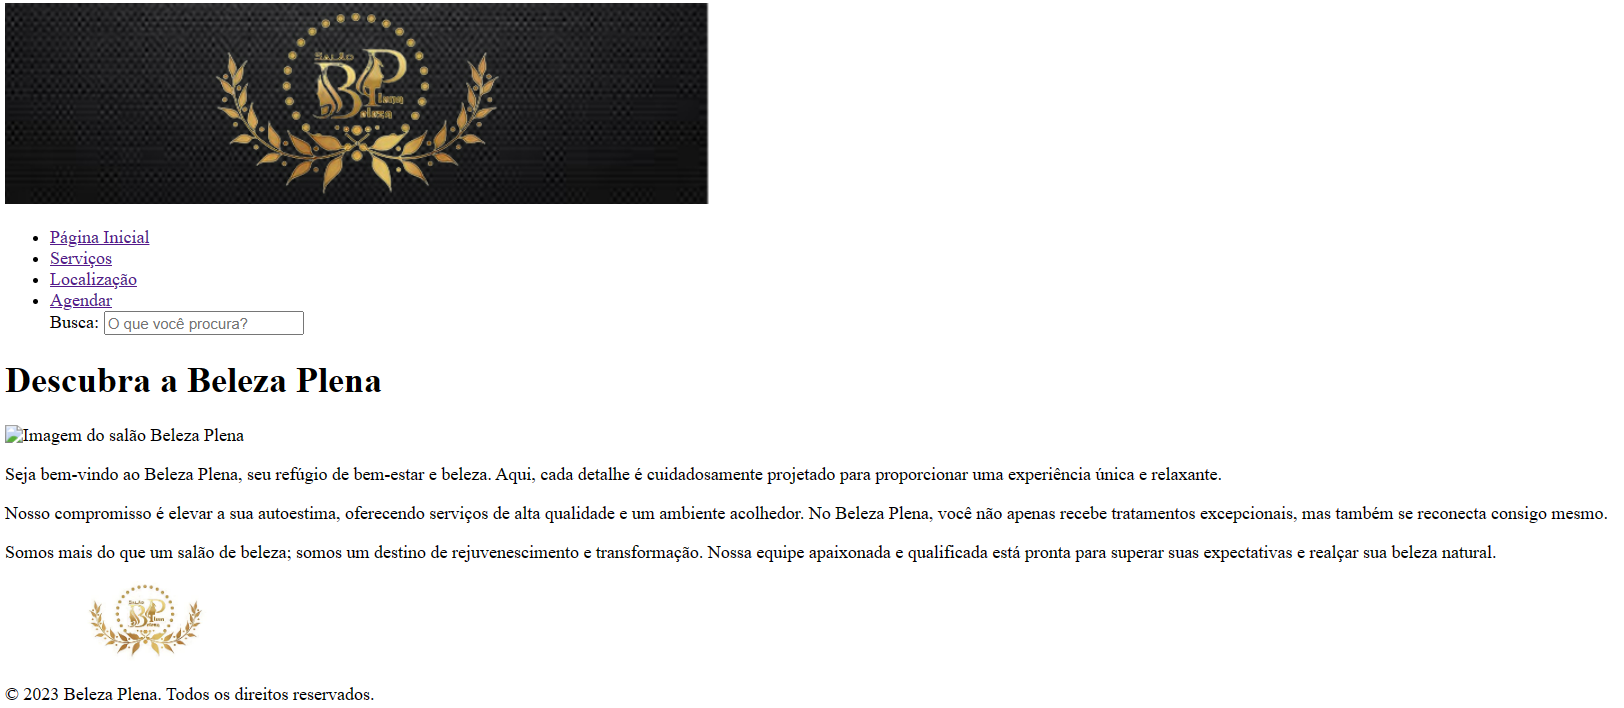 SALÃO
BPlena
Beleza
Página Inicial
Serviços
Localização
Agendar
Busca: O que você procura?
Descubra a Beleza Plena
Imagem do salão Beleza Plena
Seja bem-vindo ao Beleza Plena, seu refúgio de bem-estar e beleza. Aqui, cada detalhe é cuidadosamente projetado para proporcionar uma experiência única e relaxante.
Nosso compromisso é elevar a sua autoestima, oferecendo serviços de alta qualidade e um ambiente acolhedor. No Beleza Plena, você não apenas recebe tratamentos excepcionais, mas também se reconecta consigo mesmo.
Somos mais do que um salão de beleza; somos um destino de rejuvenescimento e transformação. Nossa equipe apaixonada e qualificada está pronta para superar suas expectativas e realçar sua beleza natural.
SALÃO
BPlena
Beleza
© 2023 Beleza Plena. Todos os direitos reservados.